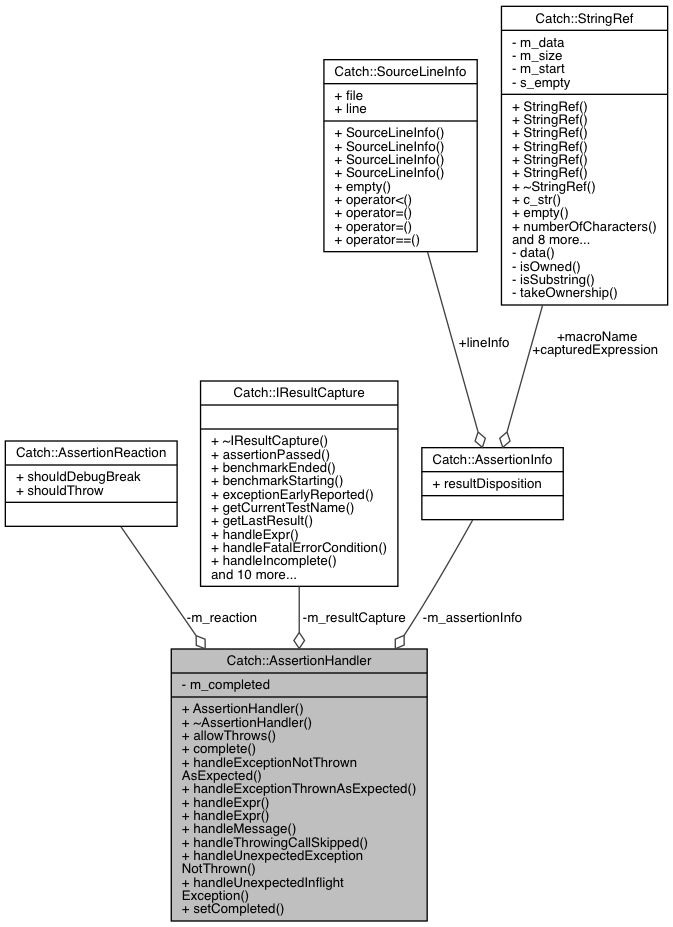 Catch::StringRef
- m_data
- m_size
- m_start
- s_empty
+ StringRef()
+ StringRef()
+ StringRef()
+ StringRef()
+ StringRef()
+ StringRef()
+ ~StringRef()
+ c_str()
+ empty()
+ numberOfCharacters()
and 8 more...
- data()
- isOwned()
- isSubstring()
- takeOwnership()
Catch::SourceLineInfo
+ file
+ line
+ SourceLineInfo()
+ SourceLineInfo()
+ SourceLineInfo()
+ SourceLineInfo()
+ empty()
+ operator<()
+ operator=()
+ operator=()
+ operator==()
+lineInfo
+macroName
+capturedExpression
Catch::AssertionReaction
+ shouldDebugBreak
+ shouldThrow
Catch::IResultCapture
+ ~IResultCapture()
+ assertionPassed()
+ benchmarkEnded()
+ benchmarkStarting()
+ exceptionEarlyReported()
+ getCurrentTestName()
+ getLastResult()
+ handleExpr()
+ handleFatalErrorCondition()
+ handleIncomplete()
and 10 more...
Catch::AssertionInfo
+ resultDisposition
-m_reaction
-m_resultCapture
-m_assertionInfo
Catch::AssertionHandler
- m_completed
+ AssertionHandler()
+ ~AssertionHandler()
+ allowThrows()
+ complete()
+ handleExceptionNotThrown
AsExpected()
+ handleExceptionThrownAsExpected()
+ handleExpr()
+ handleExpr()
+ handleMessage()
+ handleThrowingCallSkipped()
+ handleUnexpectedException
NotThrown()
+ handleUnexpectedInflight
Exception()
+ setCompleted()